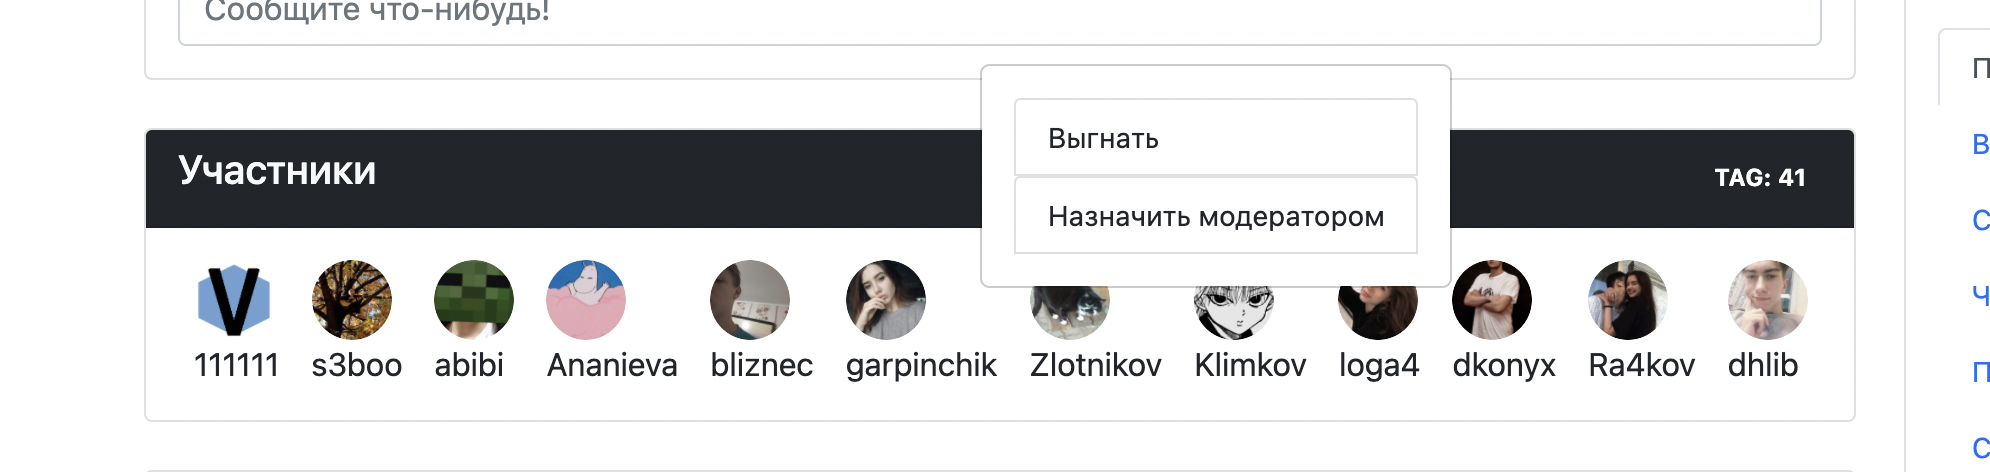 Сообщите что-нибудь!
Выгнать
Назначить модератором
Участники
TAG: 41
111111 s3boo abibi Ananieva bliznec garpinchik Zlotnikov Klimkov loga4 dkonyx Ra4kov dhlib
П
В
С
Ч
П
С